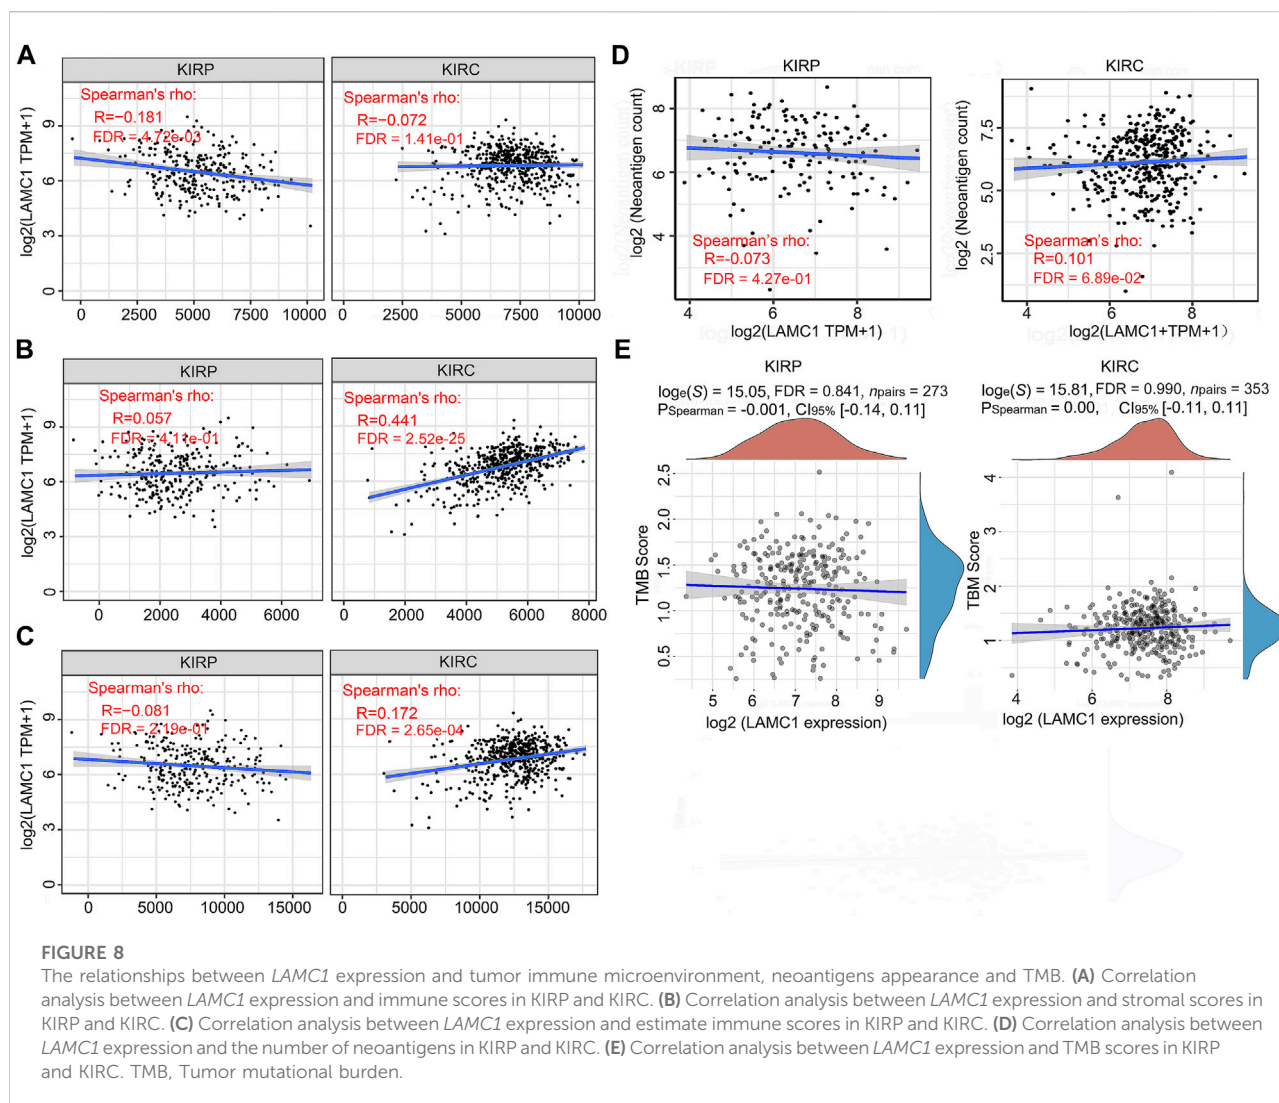 A
KIRP
KIRC
Spearman's rho:
R=−0.181
FDR = 4.72e-03
Spearman's rho:
R=−0.072
FDR = 1.41e-01
log2(LAMC1 TPM+1)
9
6
3
0
0 2500 5000 7500 10000
0 2500 5000 7500 10000
B
KIRP
KIRC
Spearman's rho:
R=0.057
FDR = 4.11e-01
Spearman's rho:
R=0.441
FDR = 2.52e-25
log2(LAMC1 TPM+1)
9
6
3
0
0 2000 4000 6000
0 2000 4000 6000 8000
C
KIRP
KIRC
Spearman's rho:
R=−0.081
FDR = 2.19e-01
Spearman's rho:
R=0.172
FDR = 2.65e-04
log2(LAMC1 TPM+1)
9
6
3
0
0 5000 10000 15000
0 5000 10000 15000
D
KIRP
log2 (Neoantigen count)
8
6
4
Spearman's rho:
R=-0.073
FDR = 4.27e-01
4 6 8
log2(LAMC1 TPM+1)
KIRC
log2 (Neoantigen count)
7.5
5.0
2.5
Spearman's rho:
R=0.101
FDR = 6.89e-02
4 6 8
log2(LAMC1+TPM+1)
E
KIRP
loge(S) = 15.05, FDR = 0.841, npairs = 273
PSpearman = -0.001, CI95% [-0.14, 0.11]
TMB Score
2.5
2.0
1.5
1.0
0.5
5 6 7 8 9
log2 (LAMC1 expression)
KIRC
loge(S) = 15.81, FDR = 0.990, npairs = 353
PSpearman = 0.00, CI95% [-0.11, 0.11]
TBM Score
4
3
2
1
4 6 8
log2 (LAMC1 expression)
FIGURE 8
The relationships between LAMC1 expression and tumor immune microenvironment, neoantigens appearance and TMB. (A) Correlation
analysis between LAMC1 expression and immune scores in KIRP and KIRC. (B) Correlation analysis between LAMC1 expression and stromal scores in
KIRP and KIRC. (C) Correlation analysis between LAMC1 expression and estimate immune scores in KIRP and KIRC. (D) Correlation analysis between
LAMC1 expression and the number of neoantigens in KIRP and KIRC. (E) Correlation analysis between LAMC1 expression and TMB scores in KIRP
and KIRC. TMB, Tumor mutational burden.